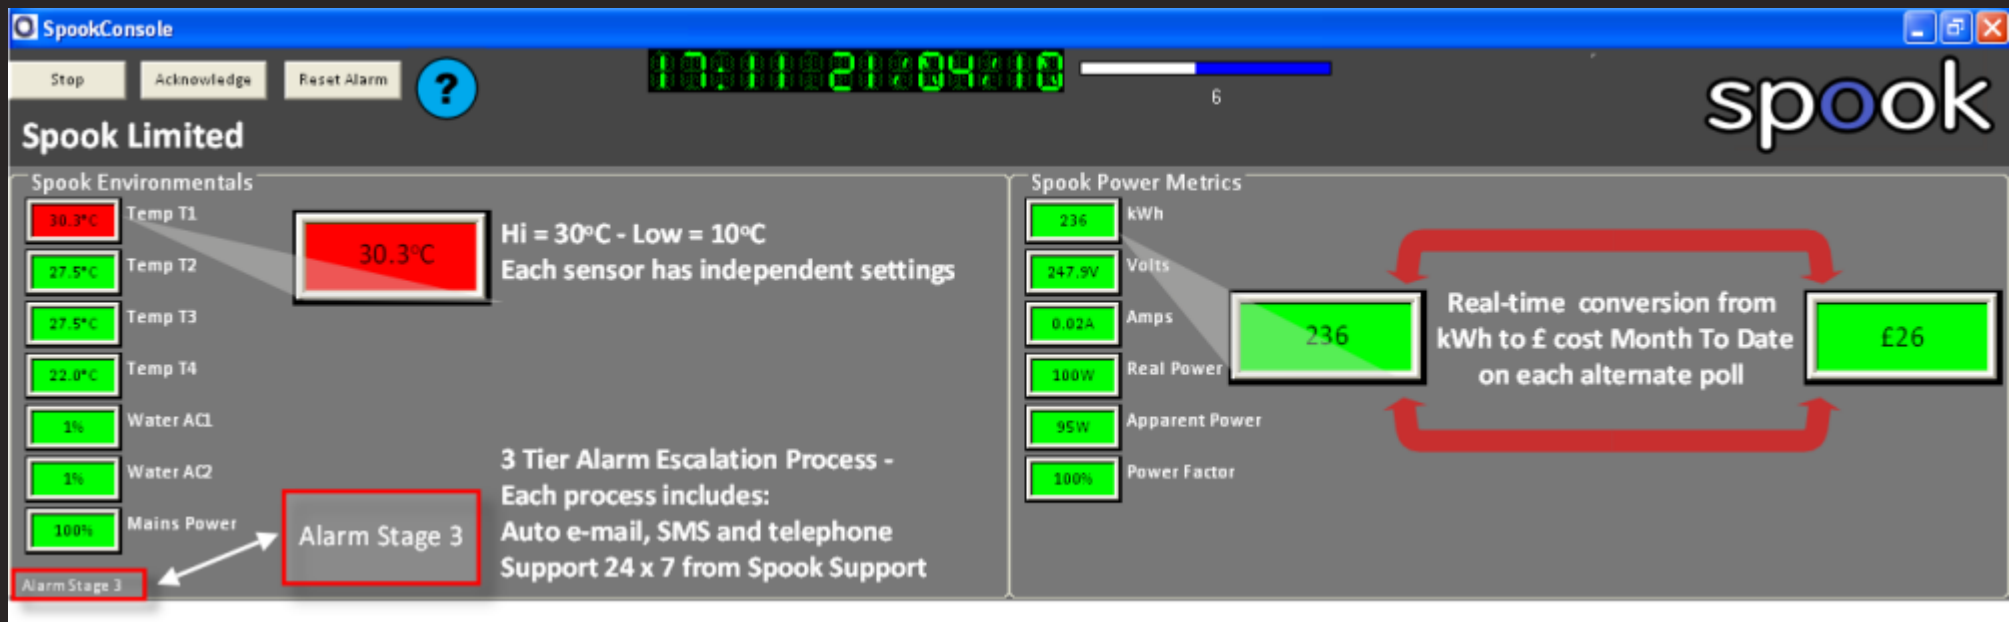 SpookConsole
Stop
Acknowledge
Reset Alarm
?
17:11 21/04/10
6
spook
Spook Limited
Spook Environmentals
30.3°C
Temp T1
27.5°C
Temp T2
27.5°C
Temp T3
22.0°C
Temp T4
1%
Water AC1
1%
Water AC2
100%
Mains Power
Alarm Stage 3
30.3°C
Hi = 30°C - Low = 10°C
Each sensor has independent settings
Alarm Stage 3
3 Tier Alarm Escalation Process -
Each process includes:
Auto e-mail, SMS and telephone
Support 24 x 7 from Spook Support
Spook Power Metrics
236
kWh
247.9V
Volts
0.02A
Amps
100W
Real Power
95W
Apparent Power
100%
Power Factor
236
Real-time conversion from
kWh to £ cost Month To Date
on each alternate poll
£26